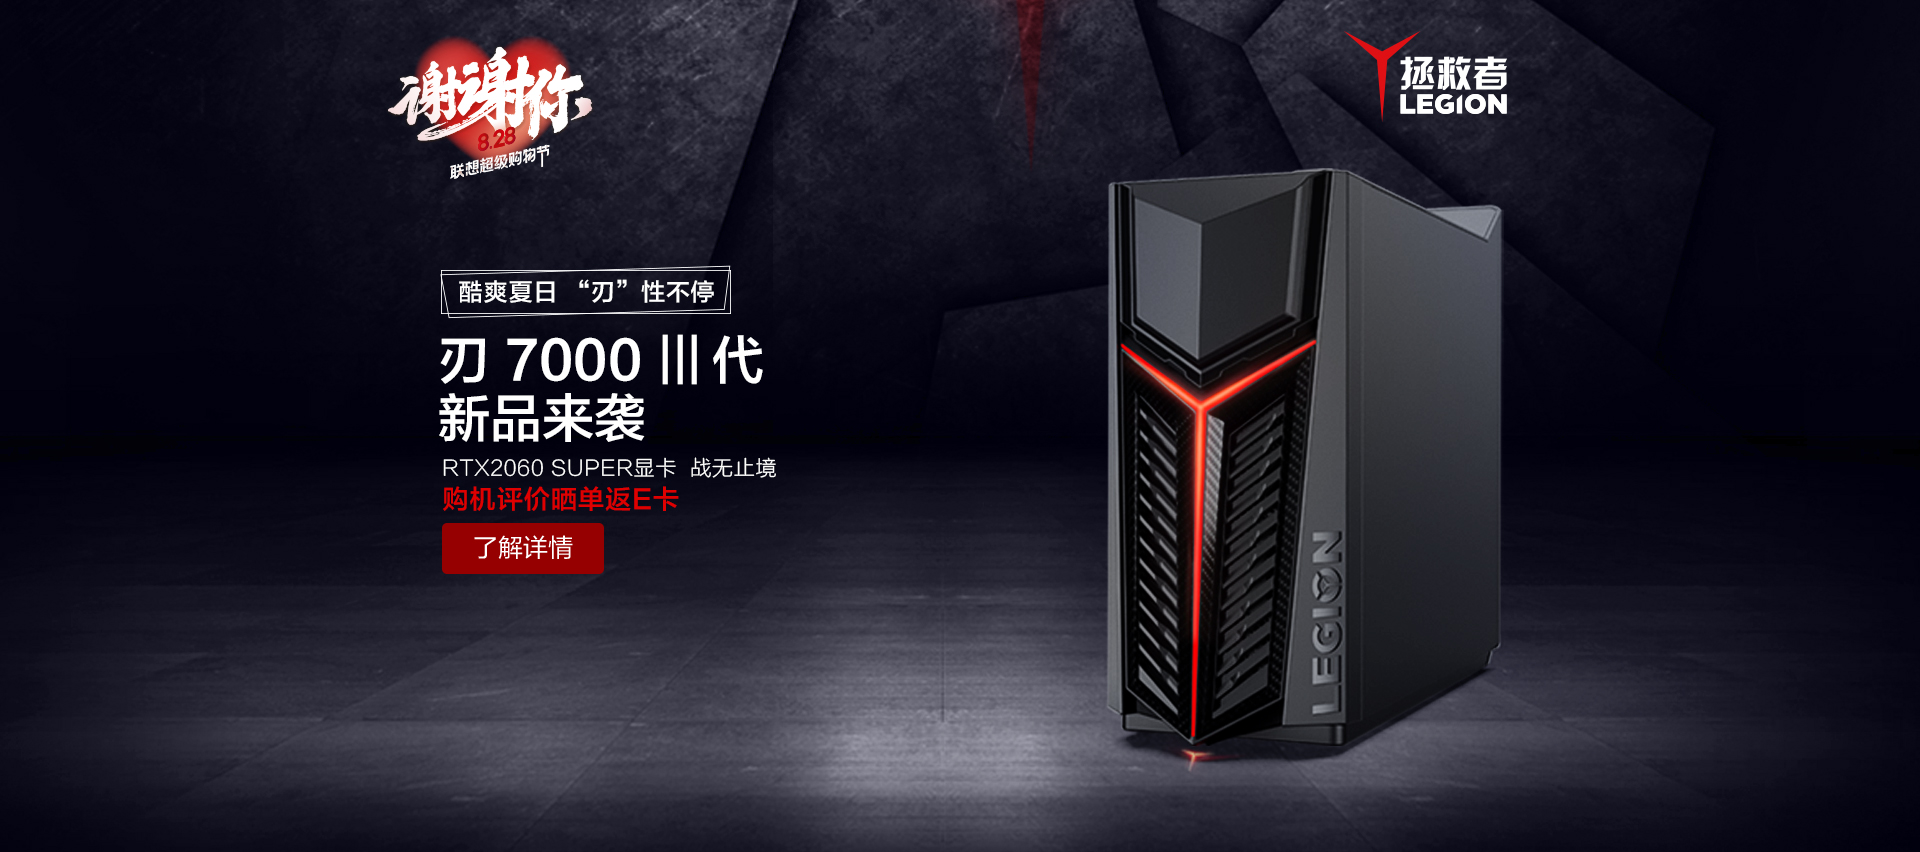 谢谢你
8.28
联想超级购物节
拯救者
LEGION
酷爽夏日 “刃”性不停
刃 7000 III 代
新品来袭
RTX2060 SUPER显卡 战无止境
购机评价晒单返E卡
了解详情
LEGION